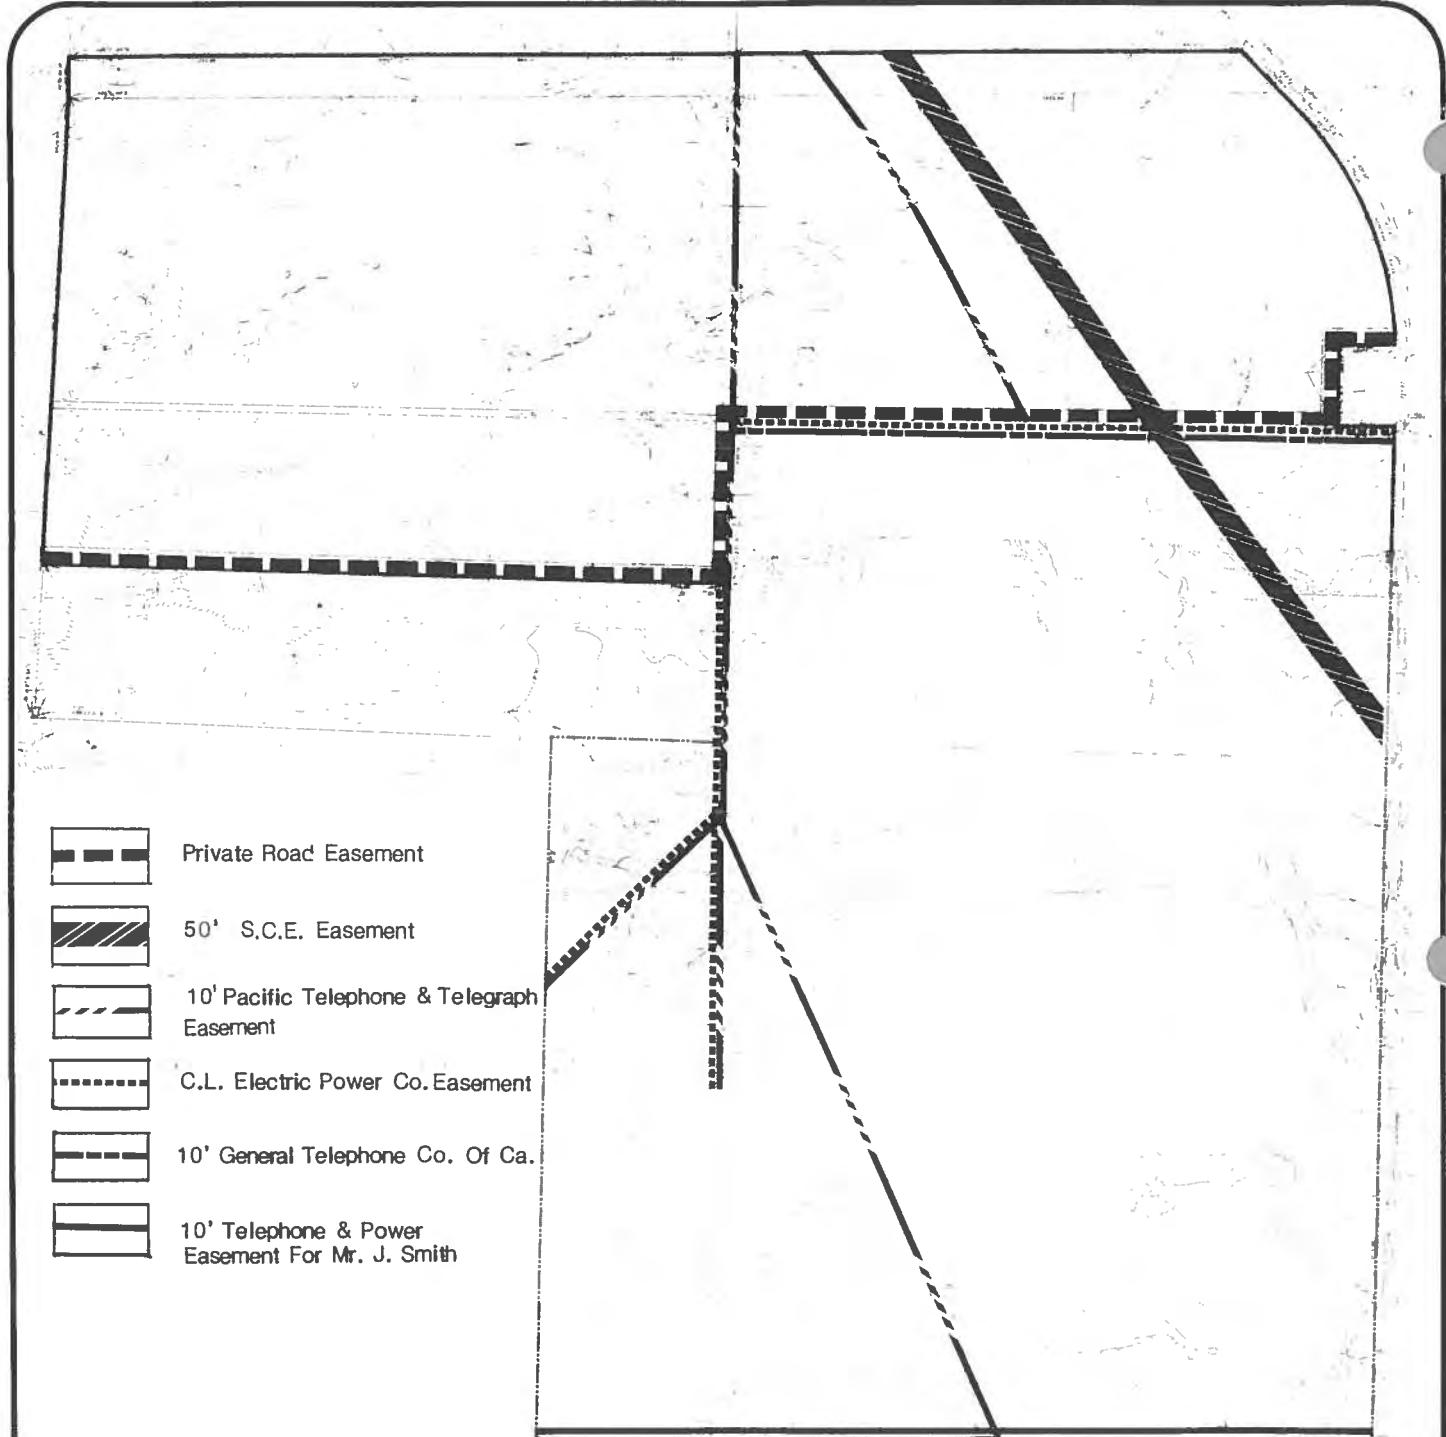 Private Road Easement
50' S.C.E. Easement
10' Pacific Telephone & Telegraph
Easement
C.L. Electric Power Co. Easement
10' General Telephone Co. Of Ca.
10' Telephone & Power
Easement For Mr. J. Smith